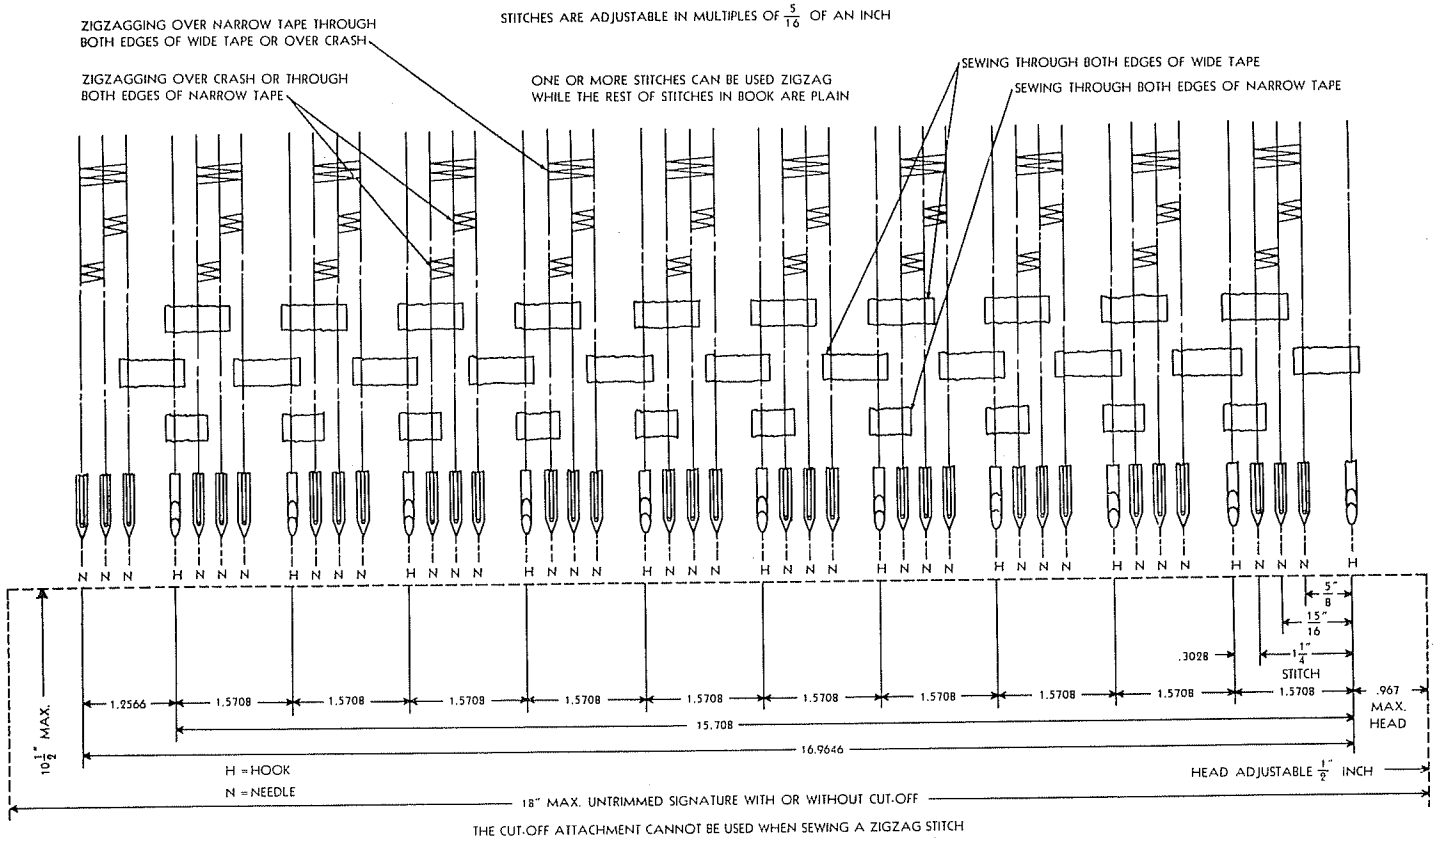 ZIGZAGGING OVER NARROW TAPE THROUGH
BOTH EDGES OF WIDE TAPE OR OVER CRASH
STITCHES ARE ADJUSTABLE IN MULTIPLES OF 5/16 OF AN INCH
ZIGZAGGING OVER CRASH OR THROUGH
BOTH EDGES OF NARROW TAPE
ONE OR MORE STITCHES CAN BE USED ZIGZAG
WHILE THE REST OF STITCHES IN BOOK ARE PLAIN
SEWING THROUGH BOTH EDGES OF WIDE TAPE
SEWING THROUGH BOTH EDGES OF NARROW TAPE
N N N H N N N H N N N H N N N H N N N H N N N H N N N H N N N H N N N H N N N H N N N H
5/8"
15/16"
.3028
1 1/4"
STITCH
1.2566 1.5708 1.5708 1.5708 1.5708 1.5708 1.5708 1.5708 1.5708 1.5708 1.5708 .967
MAX.
HEAD
15.708
16.9646
10 1/2" MAX.
H = HOOK
N = NEEDLE
HEAD ADJUSTABLE 1/2" INCH
18" MAX. UNTRIMMED SIGNATURE WITH OR WITHOUT CUT-OFF
THE CUT-OFF ATTACHMENT CANNOT BE USED WHEN SEWING A ZIGZAG STITCH